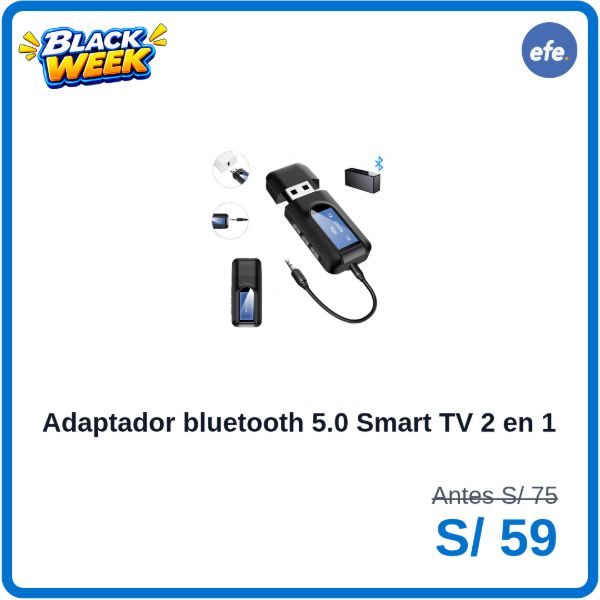 BLACK
WEEK
efe.
Adaptador bluetooth 5.0 Smart TV 2 en 1
Antes S/ 75
S/ 59